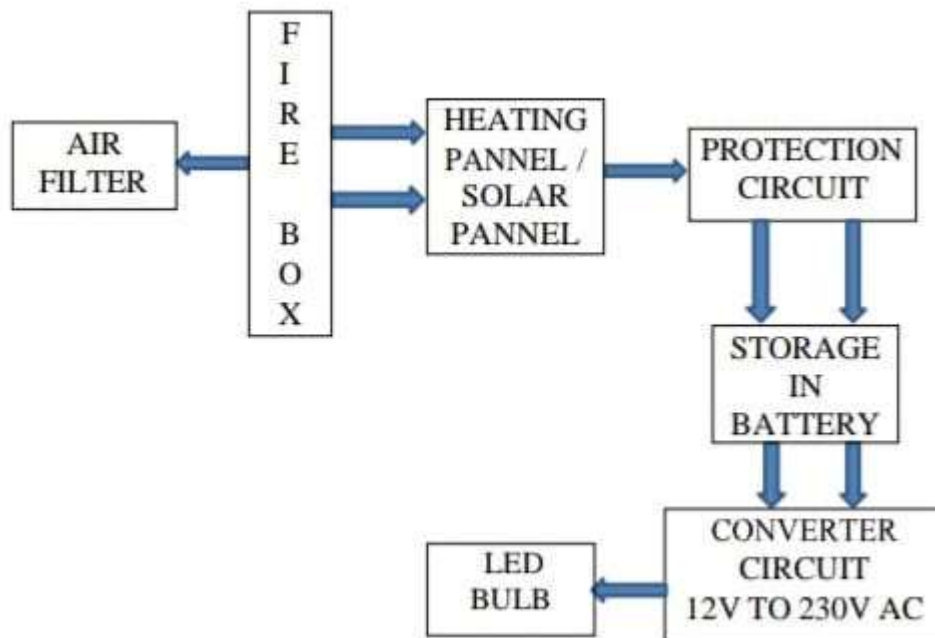 AIR
FILTER
F
I
R
E
B
O
X
HEATING
PANNEL /
SOLAR
PANNEL
PROTECTION
CIRCUIT
STORAGE
IN
BATTERY
CONVERTER
CIRCUIT
12V TO 230V AC
LED
BULB